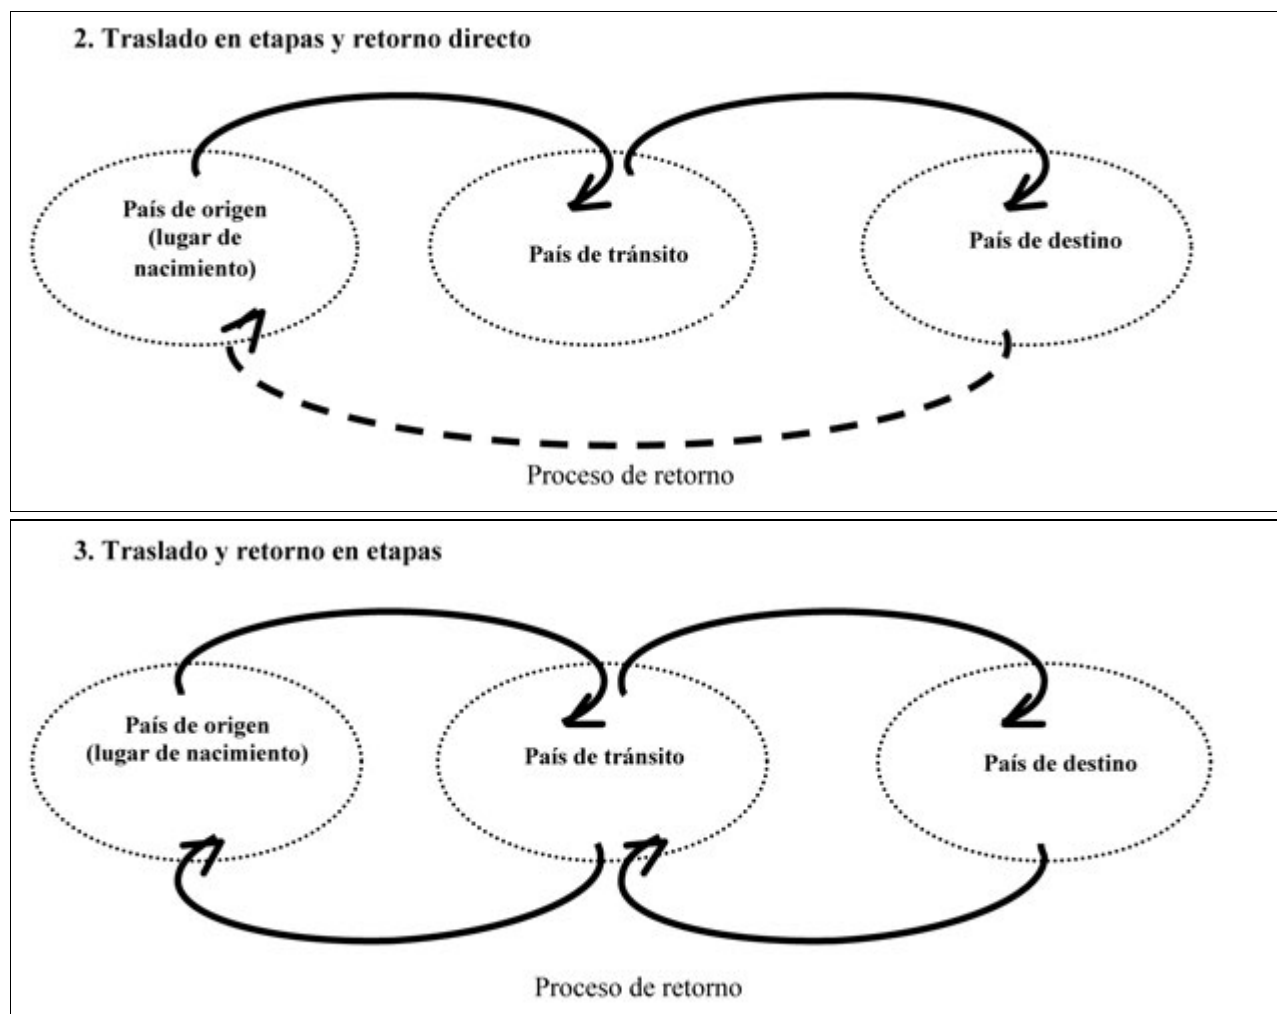 2. Traslado en etapas y retorno directo
País de origen
(lugar de
nacimiento)
País de tránsito
País de destino
Proceso de retorno
3. Traslado y retorno en etapas
País de origen
(lugar de nacimiento)
País de tránsito
País de destino
Proceso de retorno